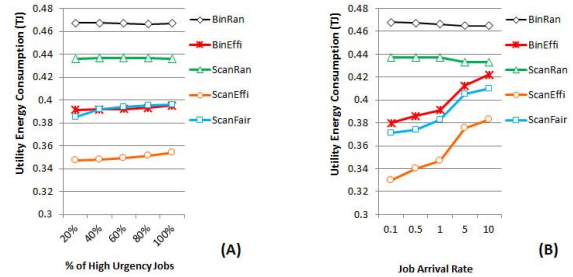 Utility Energy Consumption (TJ)
0.48
0.46
0.44
0.42
0.4
0.38
0.36
0.34
0.32
0.3
20%
40%
60%
80%
100%
% of High Urgency Jobs
(A)
BinRan
BinEffi
ScanRan
ScanEffi
ScanFair
Utility Energy Consumption (TJ)
0.48
0.46
0.44
0.42
0.4
0.38
0.36
0.34
0.32
0.3
0.1
0.5
1
5
10
Job Arrival Rate
(B)
BinRan
BinEffi
ScanRan
ScanEffi
ScanFair